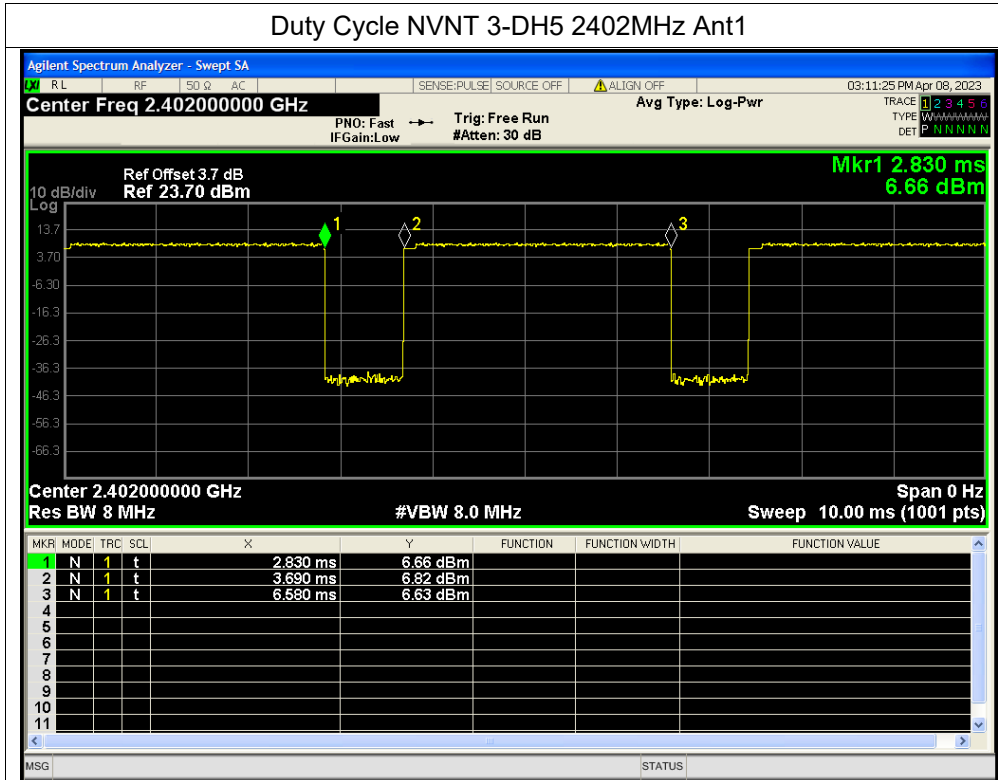 Duty Cycle NVNT 3-DH5 2402MHz Ant1
Agilent Spectrum Analyzer - Swept SA
LXI RL RF 50 Ω AC SENSE:PULSE SOURCE OFF ALIGN OFF 03:11:25 PM Apr 08, 2023
Center Freq 2.402000000 GHz Avg Type: Log-Pwr TRACE 1 2 3 4 5 6
PNO: Fast Trig: Free Run TYPE WWWWWW
IFGain:Low #Atten: 30 dB DET P N N N N N
Mkr1 2.830 ms
Ref Offset 3.7 dB
10 dB/div Ref 23.70 dBm 6.66 dBm
Log
1 2 3
13.7
3.70
-6.30
-16.3
-26.3
-36.3
-46.3
-56.3
-66.3
Center 2.402000000 GHz Span 0 Hz
Res BW 8 MHz #VBW 8.0 MHz Sweep 10.00 ms (1001 pts)
MKR MODE TRC SCL X Y FUNCTION FUNCTION WIDTH FUNCTION VALUE
1 N 1 t 2.830 ms 6.66 dBm
2 N 1 t 3.690 ms 6.82 dBm
3 N 1 t 6.580 ms 6.63 dBm
4
5
6
7
8
9
10
11
MSG STATUS